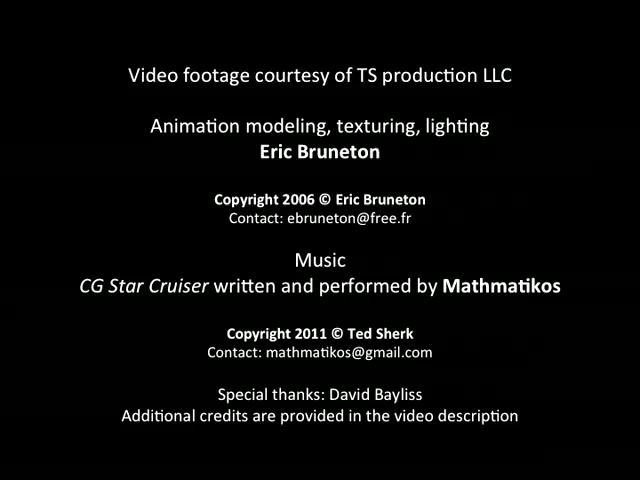 Video footage courtesy of TS production LLC
Animation modeling, texturing, lighting
Eric Bruneton
Copyright 2006 © Eric Bruneton
Contact: ebruneton@free.fr
Music
CG Star Cruiser written and performed by Mathmatikos
Copyright 2011 © Ted Sherk
Contact: mathmatikos@gmail.com
Special thanks: David Bayliss
Additional credits are provided in the video description